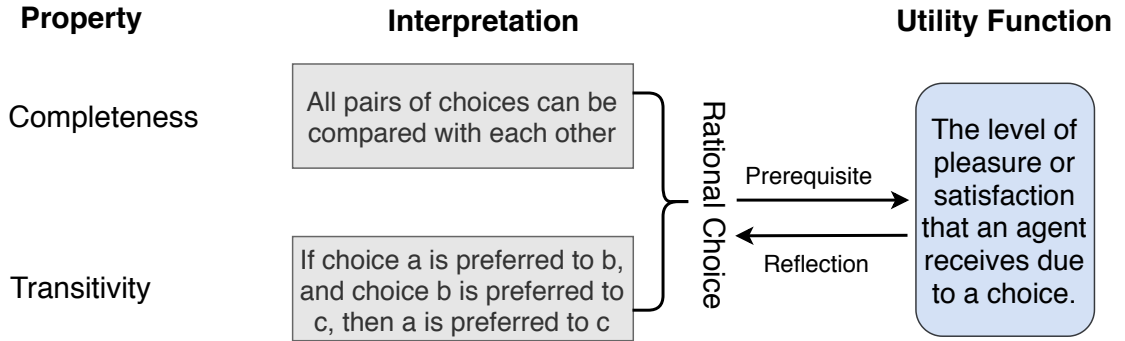 Property
Interpretation
Utility Function
Completeness
All pairs of choices can be
compared with each other
Transitivity
If choice a is preferred to b,
and choice b is preferred to
c, then a is preferred to c
Rational Choice
Prerequisite
Reflection
The level of
pleasure or
satisfaction
that an agent
receives due
to a choice.